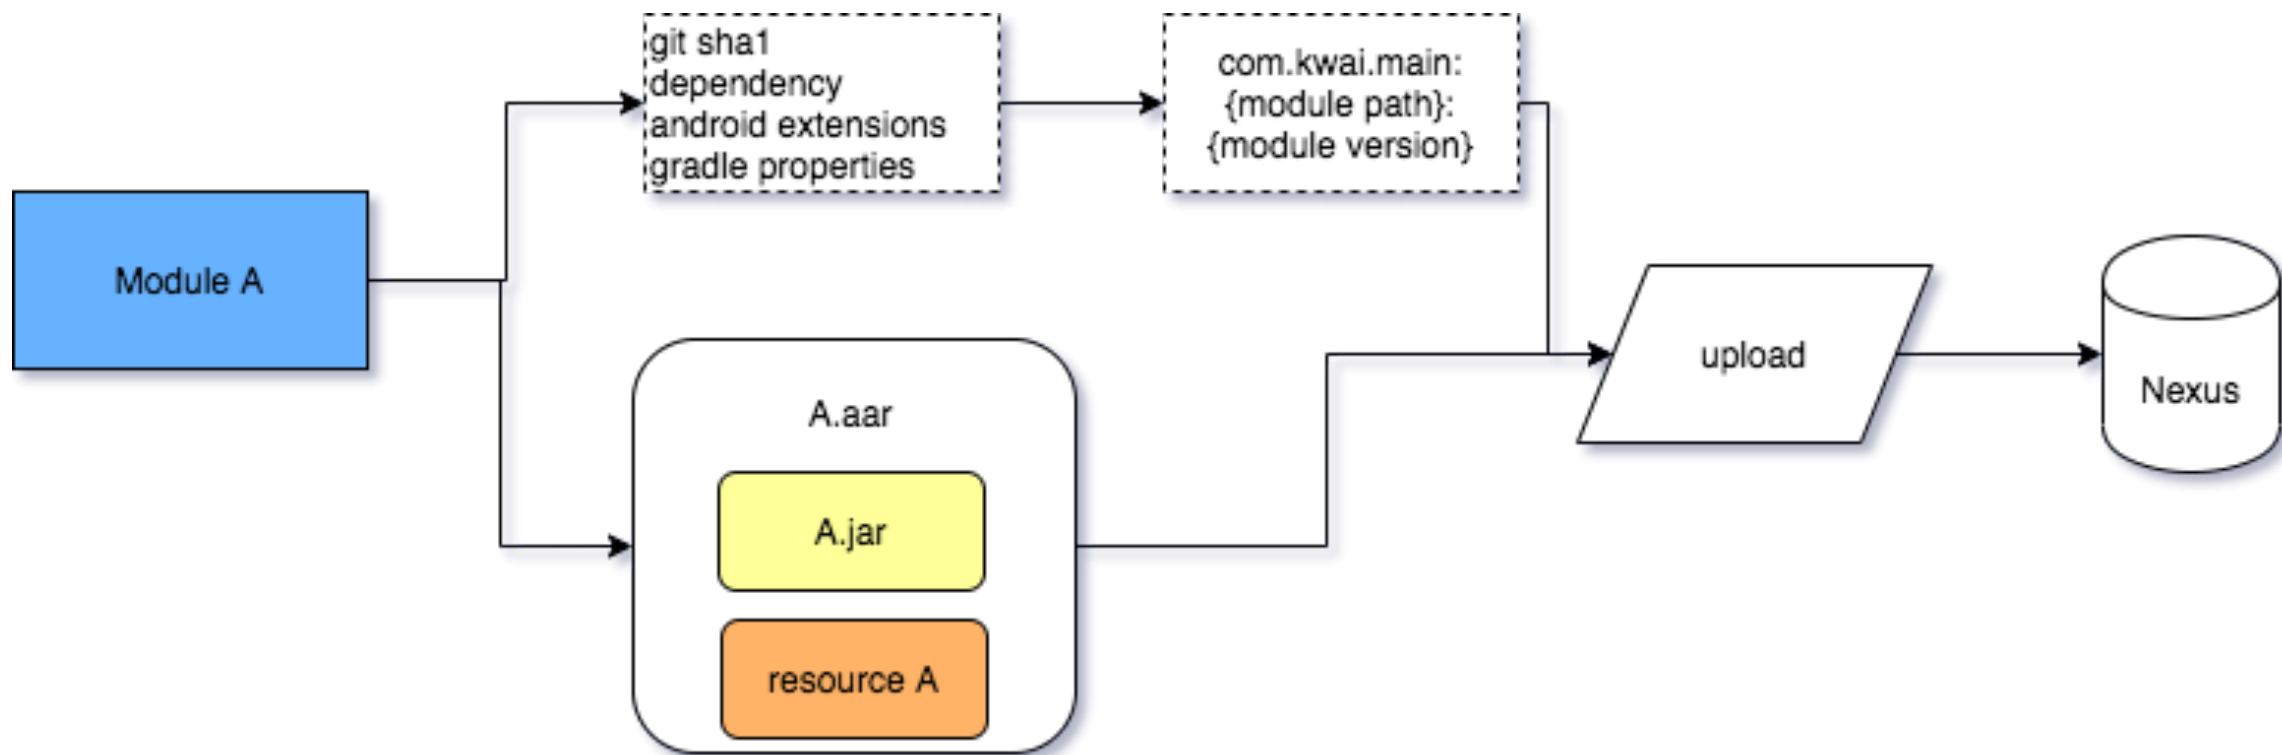 git sha1
dependency
android extensions
gradle properties
com.kwai.main:
{module path}:
{module version}
Module A
A.aar
A.jar
resource A
upload
Nexus